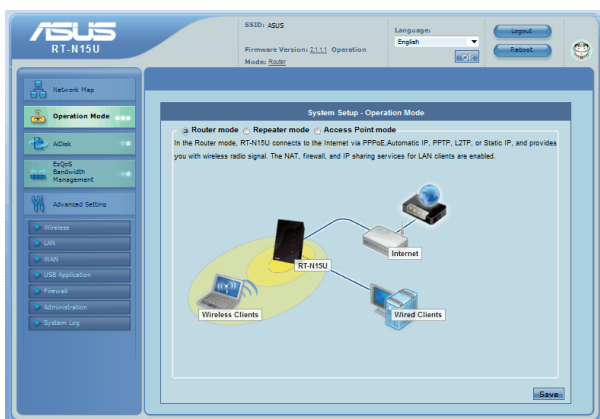 ASUS
RT-N15U
SSID: ASUS
Firmware Version: 2.1.1.1 Operation
Mode: Router
Language:
English
OK
Logout
Reboot
Network Map
Operation Mode
AiDisk
EzQoS
Bandwidth
Management
Advanced Setting
Wireless
LAN
WAN
USB Application
Firewall
Administration
System Log
System Setup - Operation Mode
Router mode Repeater mode Access Point mode
In the Router mode, RT-N15U connects to the Internet via PPPoE,Automatic IP, PPTP, L2TP, or Static IP, and provides
you with wireless radio signal. The NAT, firewall, and IP sharing services for LAN clients are enabled.
Internet
RT-N15U
Wireless Clients
Wired Clients
Save